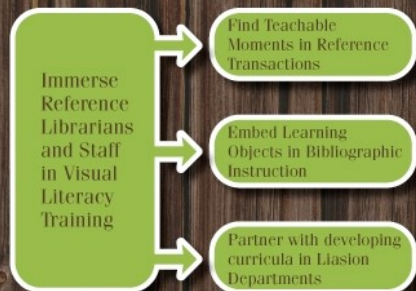 Immerse
Reference
Librarians
and Staff
in Visual
Literacy
Training
Find Teachable
Moments in Reference
Transactions
Embed Learning
Objects in Bibliographic
Instruction
Partner with developing
curricula in Liasion
Departments